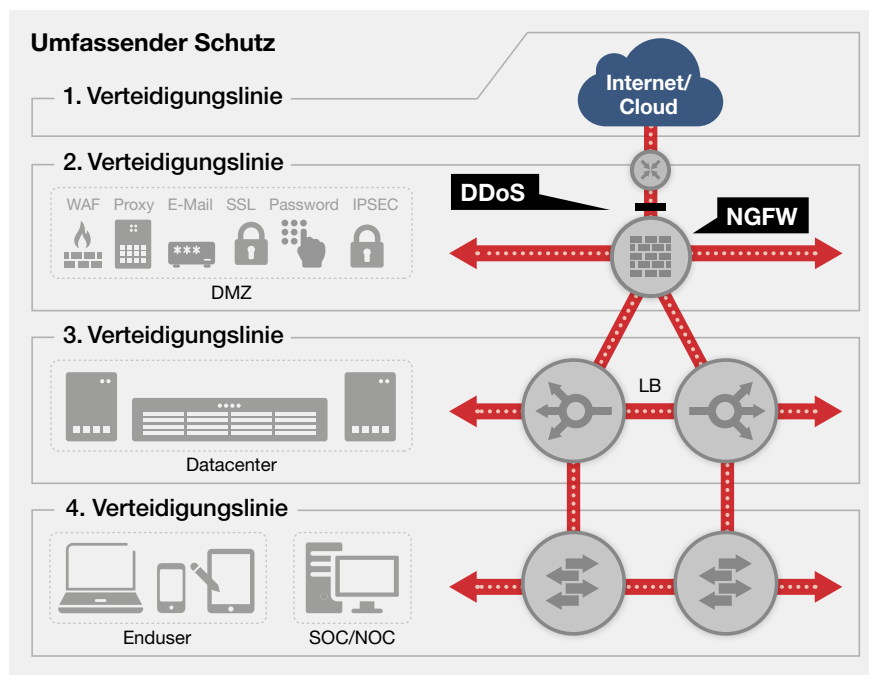 Umfassender Schutz
1. Verteidigungslinie
Internet/
Cloud
2. Verteidigungslinie
WAF Proxy E-Mail SSL Password IPSEC
***
DMZ
DDoS
NGFW
3. Verteidigungslinie
Datacenter
LB
4. Verteidigungslinie
Enduser
SOC/NOC